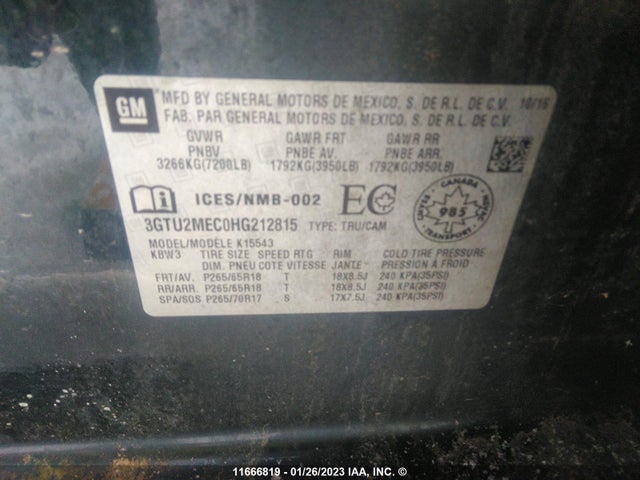 GM
MFD BY GENERAL MOTORS DE MEXICO, S. DE R.L. DE C.V. 10/16
FAB. PAR GENERAL MOTORS DE MEXICO, S. DE R.L. DE C.V.
GVWR GAWR FRT GAWR RR
PNBV PNBE AV. PNBE ARR.
3266KG(7200LB) 1792KG(3950LB) 1792KG(3950LB)
ICES/NMB-002 EC
CANADA
985
TRANSPORT
3GTU2MEC0HG212815 TYPE: TRU/CAM
MODEL/MODÈLE K15543
KBW3 TIRE SIZE SPEED RTG RIM COLD TIRE PRESSURE
DIM. PNEU COTE VITESSE JANTE PRESSION A FROID
FRT/AV. P265/65R18 T 18X8.5J 240 KPA(35PSI)
RR/ARR. P265/65R18 T 18X8.5J 240 KPA(35PSI)
SPA/SOS P265/70R17 S 17X7.5J 240 KPA(35PSI)
11666819 - 01/26/2023 IAA, INC. ©